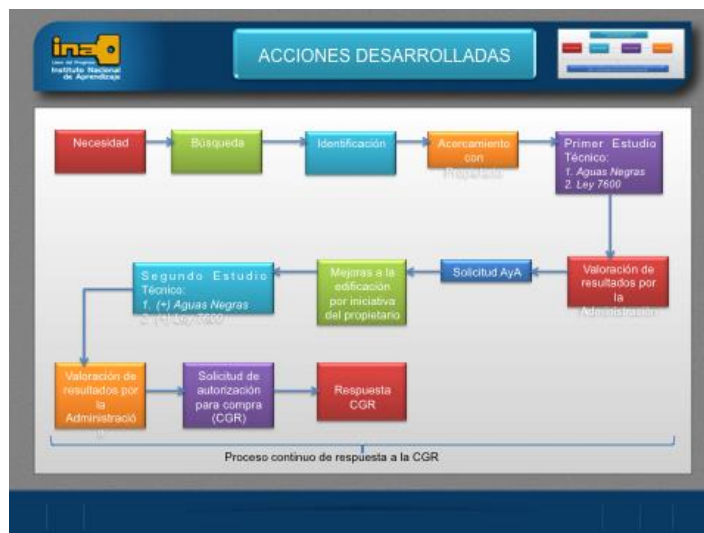 ina
Llave del Progreso
Instituto Nacional
de Aprendizaje
ACCIONES DESARROLLADAS
Necesidad
Búsqueda
Identificación
Acercamiento
con
Propietario
Primer Estudio
Técnico:
1. Aguas Negras
2. Ley 7600
Segundo Estudio
Técnico:
1. (+) Aguas Negras
2. (+) Ley 7600
Mejoras a la
edificación
por iniciativa
del propietario
Solicitud AyA
Valoración de
resultados por
la
Administración
Valoración de
resultados por
la
Administració
n
Solicitud de
autorización
para compra
(CGR)
Respuesta
CGR
Proceso continuo de respuesta a la CGR